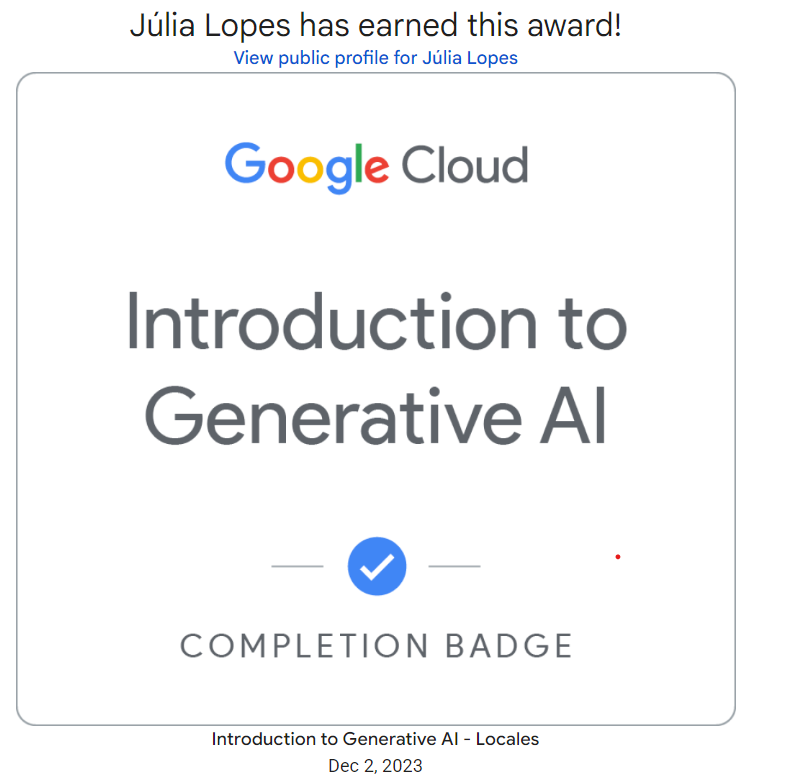 Júlia Lopes has earned this award!
View public profile for Júlia Lopes
Google Cloud
Introduction to
Generative AI
COMPLETION BADGE
Introduction to Generative AI - Locales
Dec 2, 2023